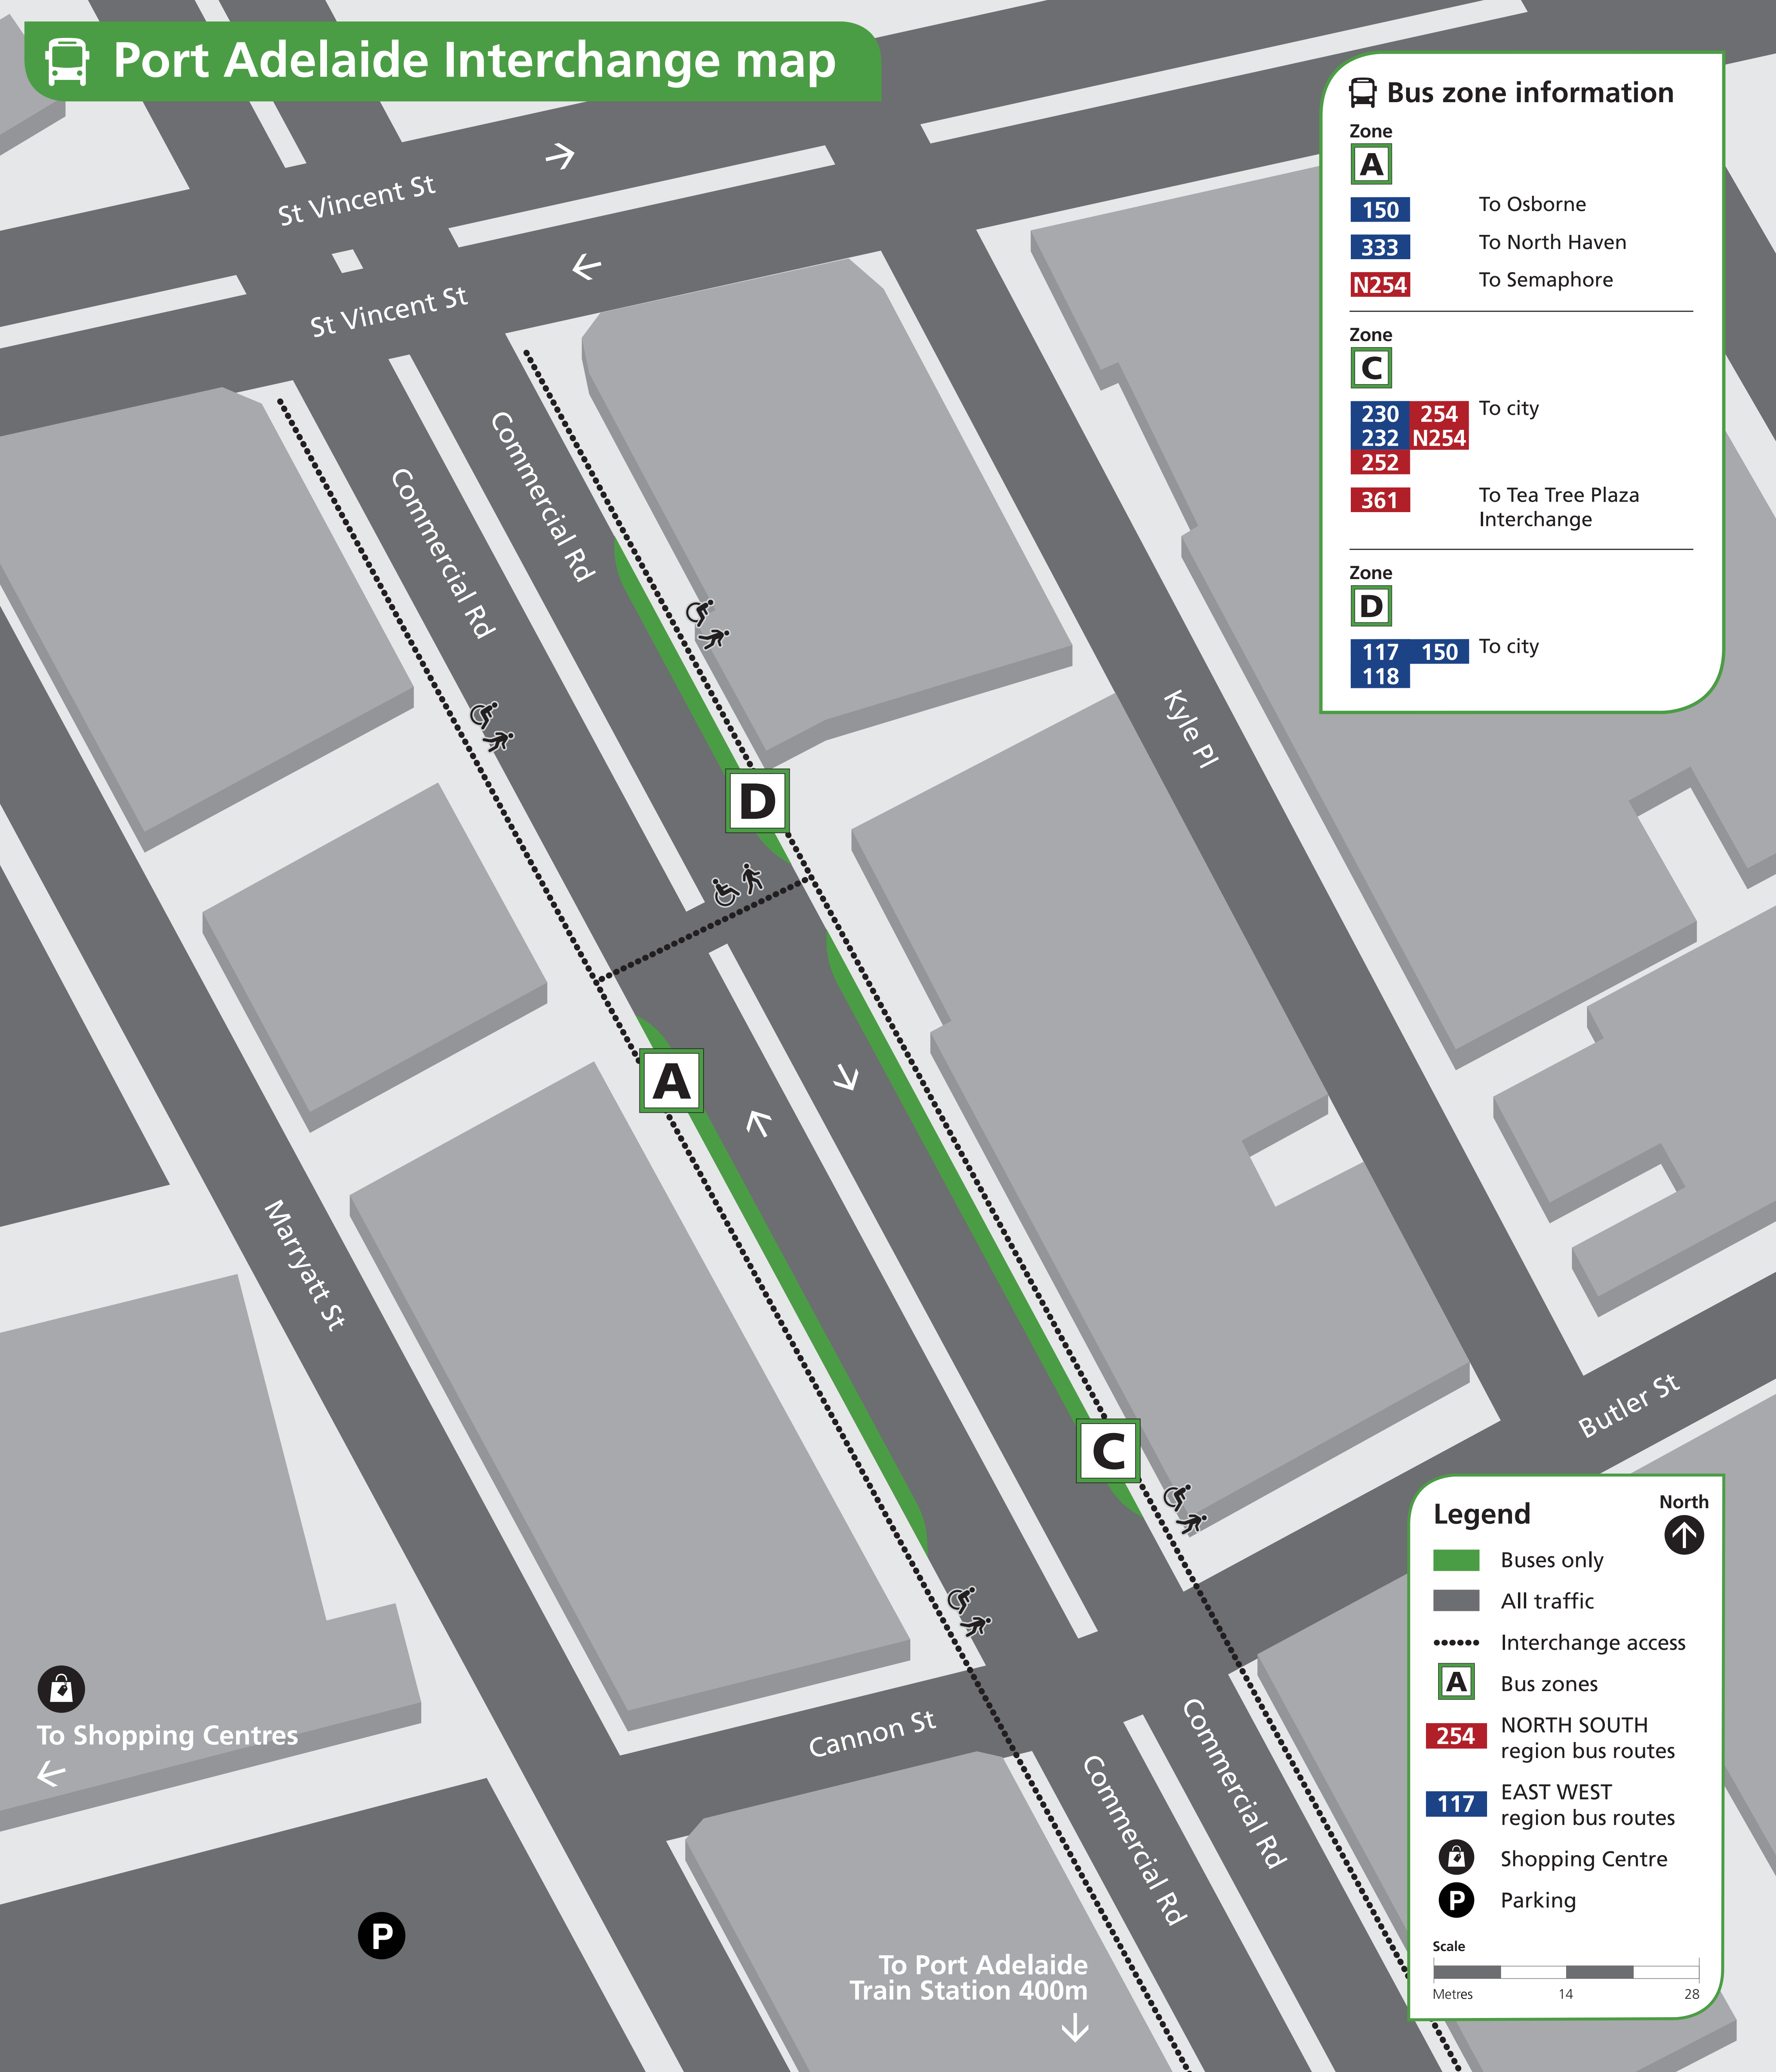 Port Adelaide Interchange map
Bus zone information
Zone
A
150 To Osborne
333 To North Haven
N254 To Semaphore
Zone
C
230 254 To city
232 N254
252
361 To Tea Tree Plaza
Interchange
Zone
D
117 150 To city
118
St Vincent St
St Vincent St
Commercial Rd
Commercial Rd
Kyle Pl
D
A
Marryatt St
C
Butler St
Cannon St
Commercial Rd
Commercial Rd
To Shopping Centres
P
To Port Adelaide
Train Station 400m
Legend
North
Buses only
All traffic
Interchange access
A Bus zones
254 NORTH SOUTH
region bus routes
117 EAST WEST
region bus routes
Shopping Centre
P Parking
Scale
Metres 14 28